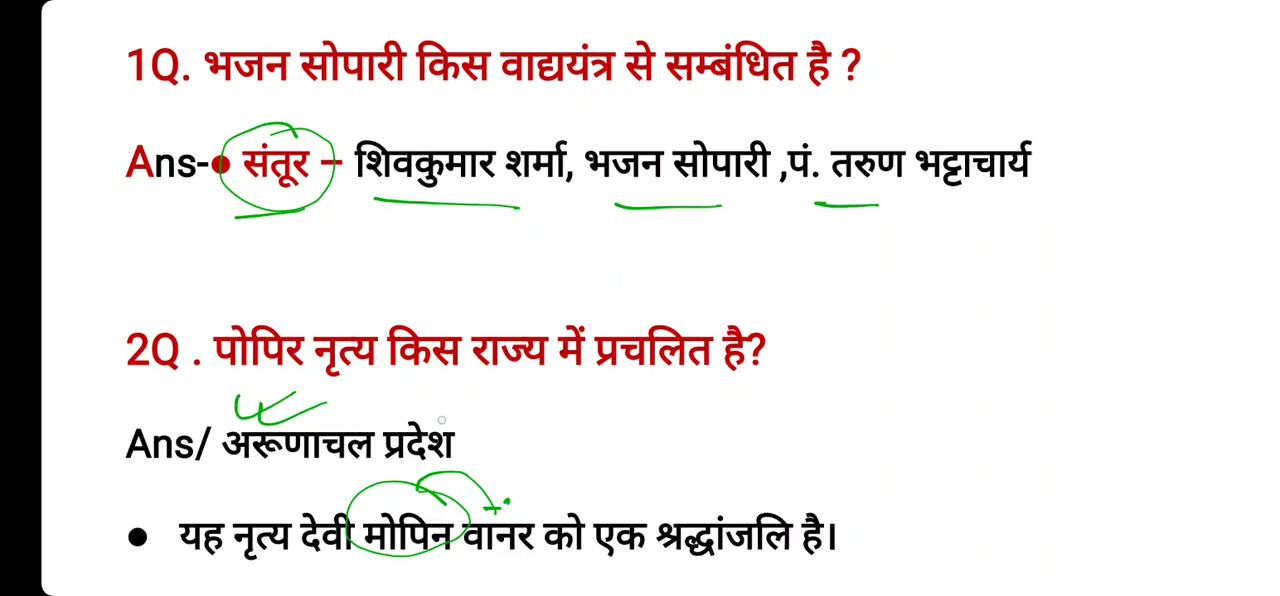 1Q. भजन सोपारी किस वाद्ययंत्र से सम्बंधित है ?
Ans-● संतूर – शिवकुमार शर्मा, भजन सोपारी ,पं. तरुण भट्टाचार्य
2Q . पोपिर नृत्य किस राज्य में प्रचलित है?
Ans/ अरूणाचल प्रदेश
● यह नृत्य देवी मोपिन वानर को एक श्रद्धांजलि है।